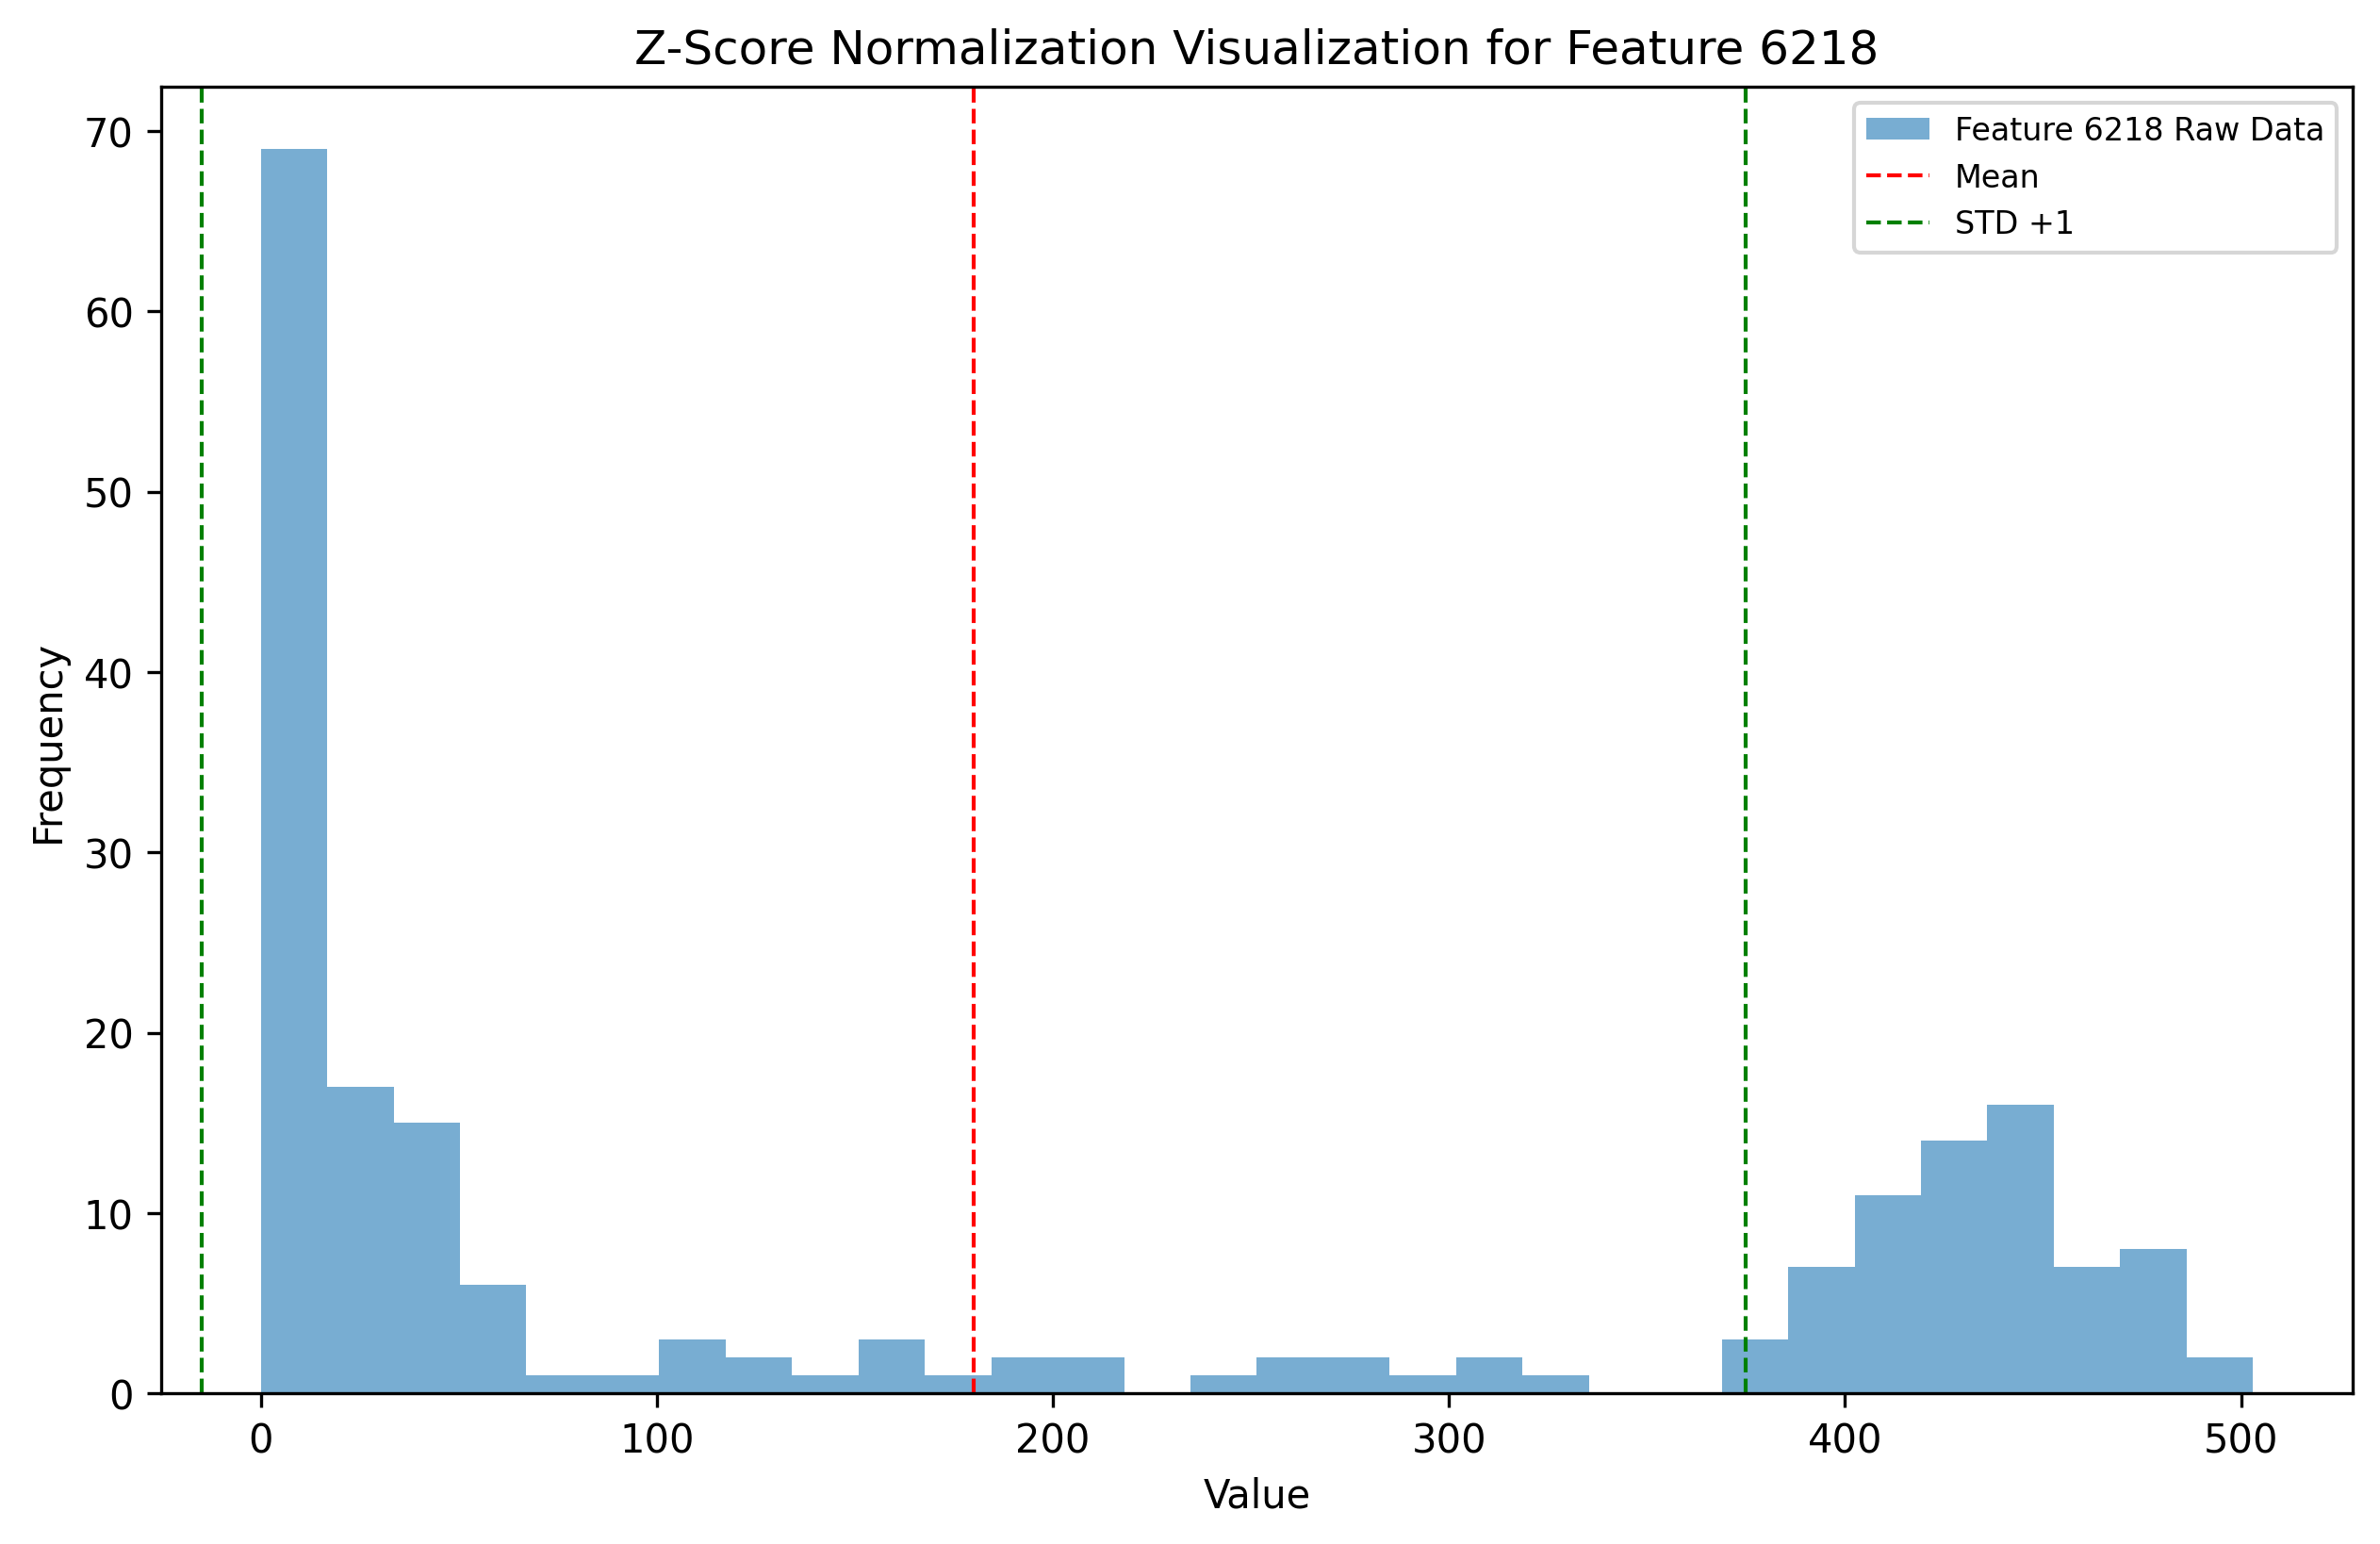 Z-Score Normalization Visualization for Feature 6218
Feature 6218 Raw Data
Mean
STD +1
70
60
50
40
30
20
10
0
Frequency
0 100 200 300 400 500
Value